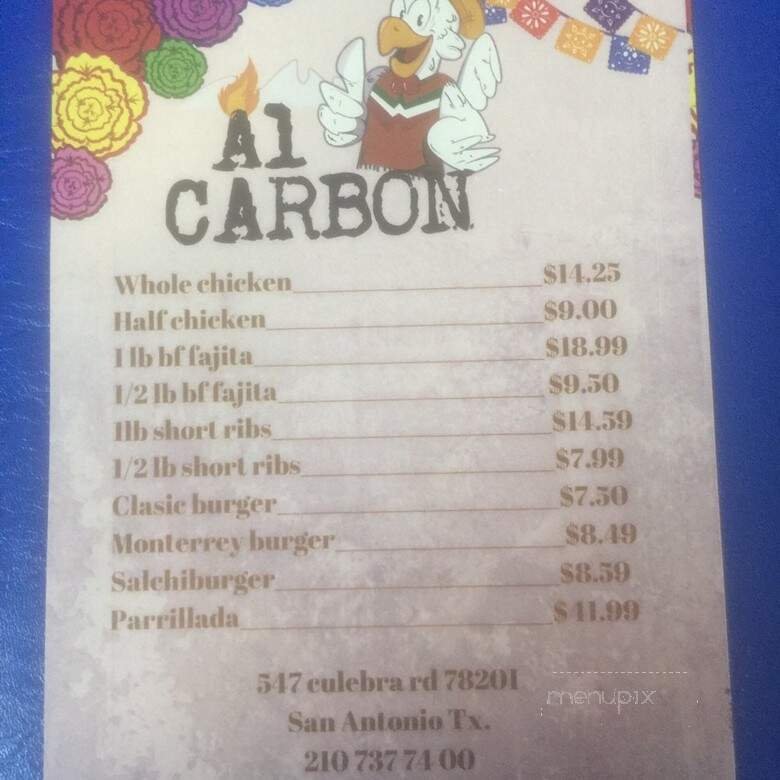 Al
CARBON
Whole chicken $14.25
Half chicken $9.00
1 lb bf fajita $18.99
1/2 lb bf fajita $9.50
1lb short ribs $14.59
1/2 lb short ribs $7.99
Clasic burger $7.50
Monterrey burger $8.49
Salchiburger $8.59
Parrillada $41.99
547 culebra rd 78201
San Antonio Tx.
210 737 74 00
menupix